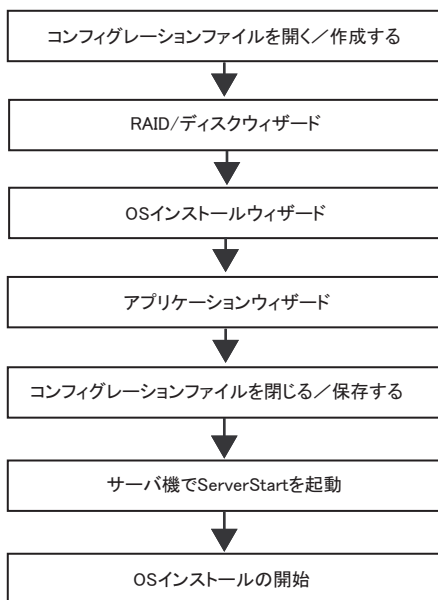 コンフィグレーションファイルを開く／作成する
RAID/ディスクウィザード
OSインストールウィザード
アプリケーションウィザード
コンフィグレーションファイルを閉じる／保存する
サーバ機でServerStartを起動
OSインストールの開始